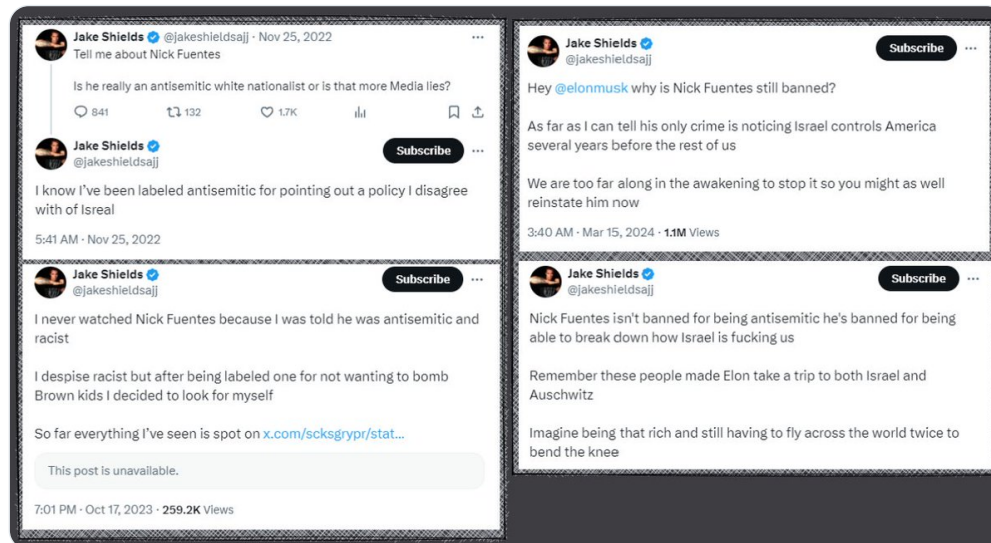 Jake Shields @jakeshieldsajj · Nov 25, 2022
Tell me about Nick Fuentes
Is he really an antisemitic white nationalist or is that more Media lies?
841 132 1.7K
Jake Shields
@jakeshieldsajj
Subscribe
I know I've been labeled antisemitic for pointing out a policy I disagree
with of Isreal
5:41 AM · Nov 25, 2022
Jake Shields
@jakeshieldsajj
Subscribe
I never watched Nick Fuentes because I was told he was antisemitic and
racist
I despise racist but after being labeled one for not wanting to bomb
Brown kids I decided to look for myself
So far everything I've seen is spot on x.com/scksgrypr/stat...
This post is unavailable.
7:01 PM · Oct 17, 2023 · 259.2K Views
Jake Shields
@jakeshieldsajj
Subscribe
Hey @elonmusk why is Nick Fuentes still banned?
As far as I can tell his only crime is noticing Israel controls America
several years before the rest of us
We are too far along in the awakening to stop it so you might as well
reinstate him now
3:40 AM · Mar 15, 2024 · 1.1M Views
Jake Shields
@jakeshieldsajj
Subscribe
Nick Fuentes isn't banned for being antisemitic he's banned for being
able to break down how Israel is fucking us
Remember these people made Elon take a trip to both Israel and
Auschwitz
Imagine being that rich and still having to fly across the world twice to
bend the knee